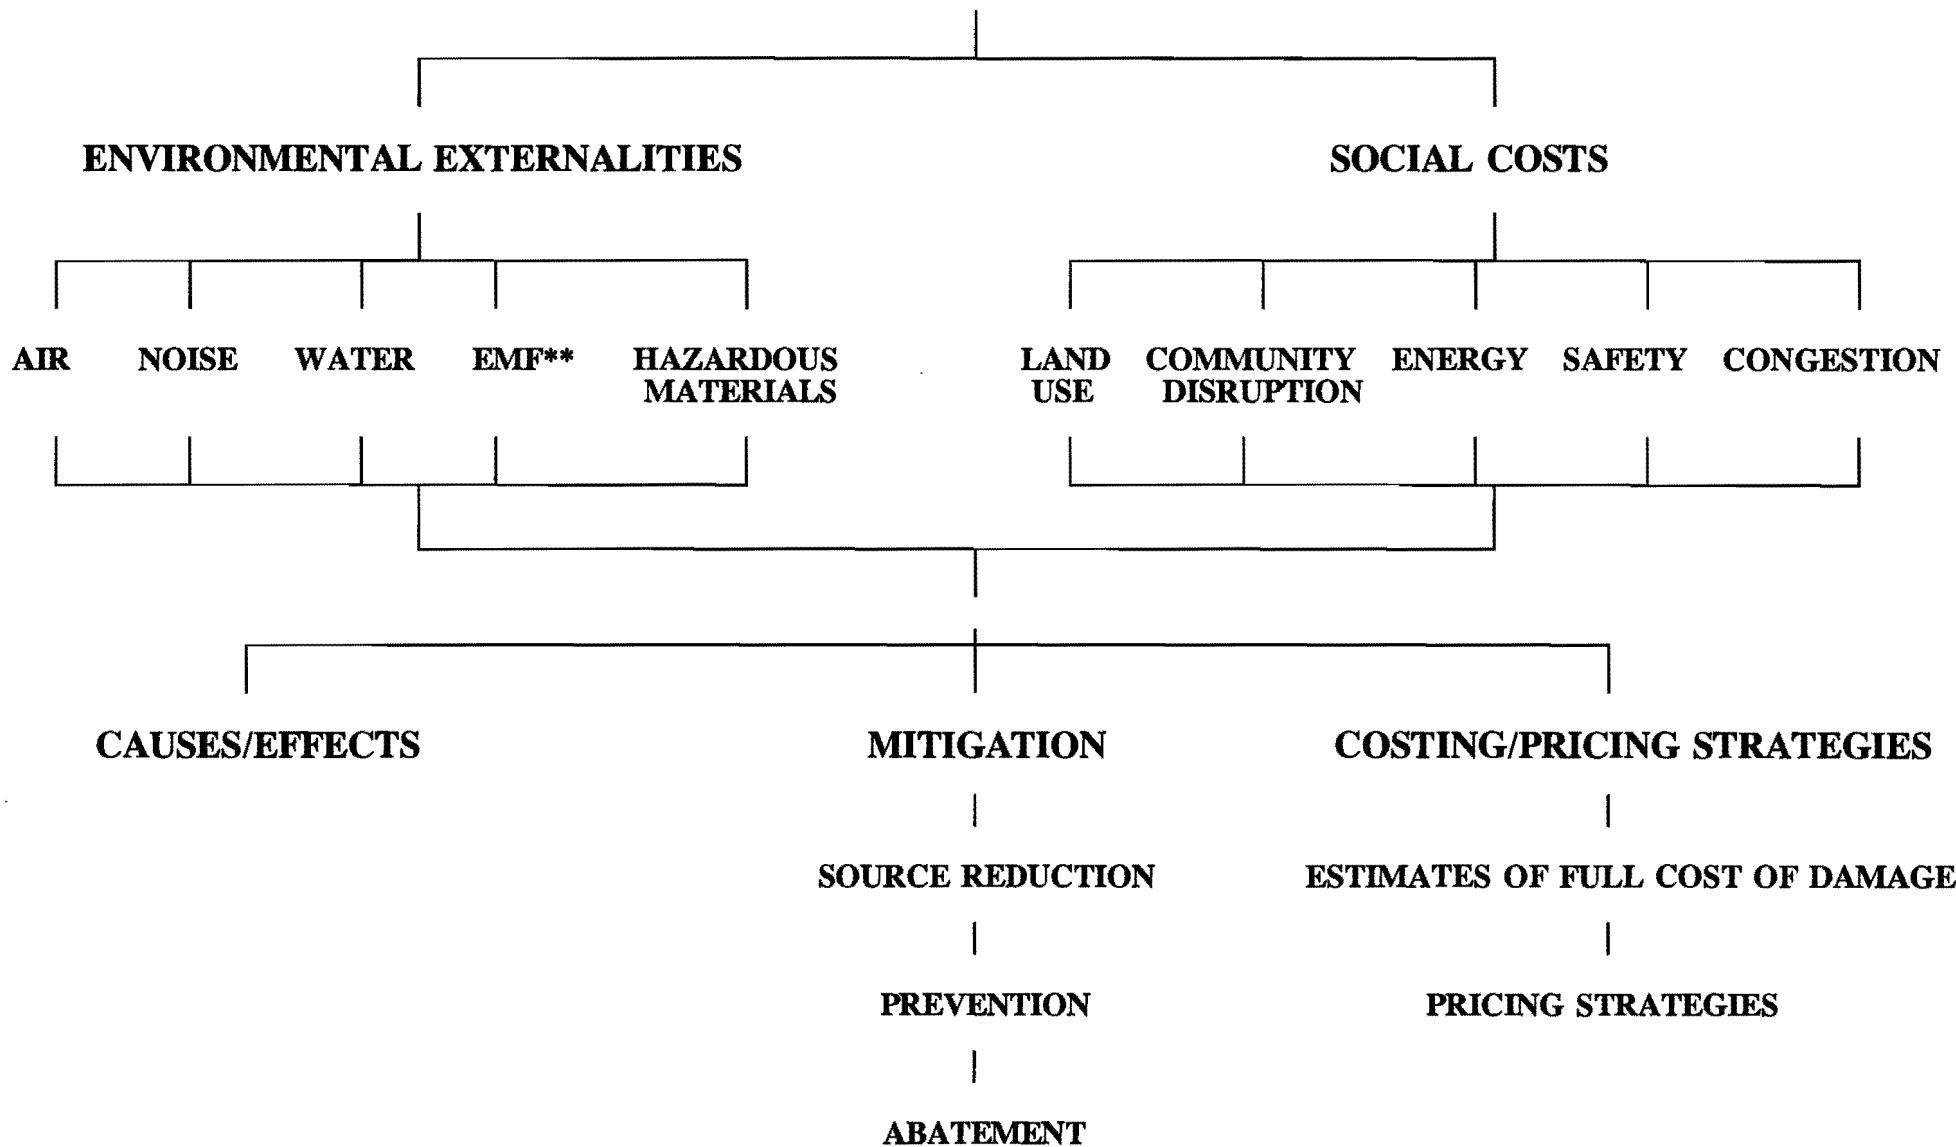 ENVIRONMENTAL EXTERNALITIES
SOCIAL COSTS
AIR
NOISE
WATER
EMF**
HAZARDOUS
MATERIALS
LAND
USE
COMMUNITY
DISRUPTION
ENERGY
SAFETY
CONGESTION
CAUSES/EFFECTS
MITIGATION
COSTING/PRICING STRATEGIES
SOURCE REDUCTION
ESTIMATES OF FULL COST OF DAMAGE
PREVENTION
PRICING STRATEGIES
ABATEMENT